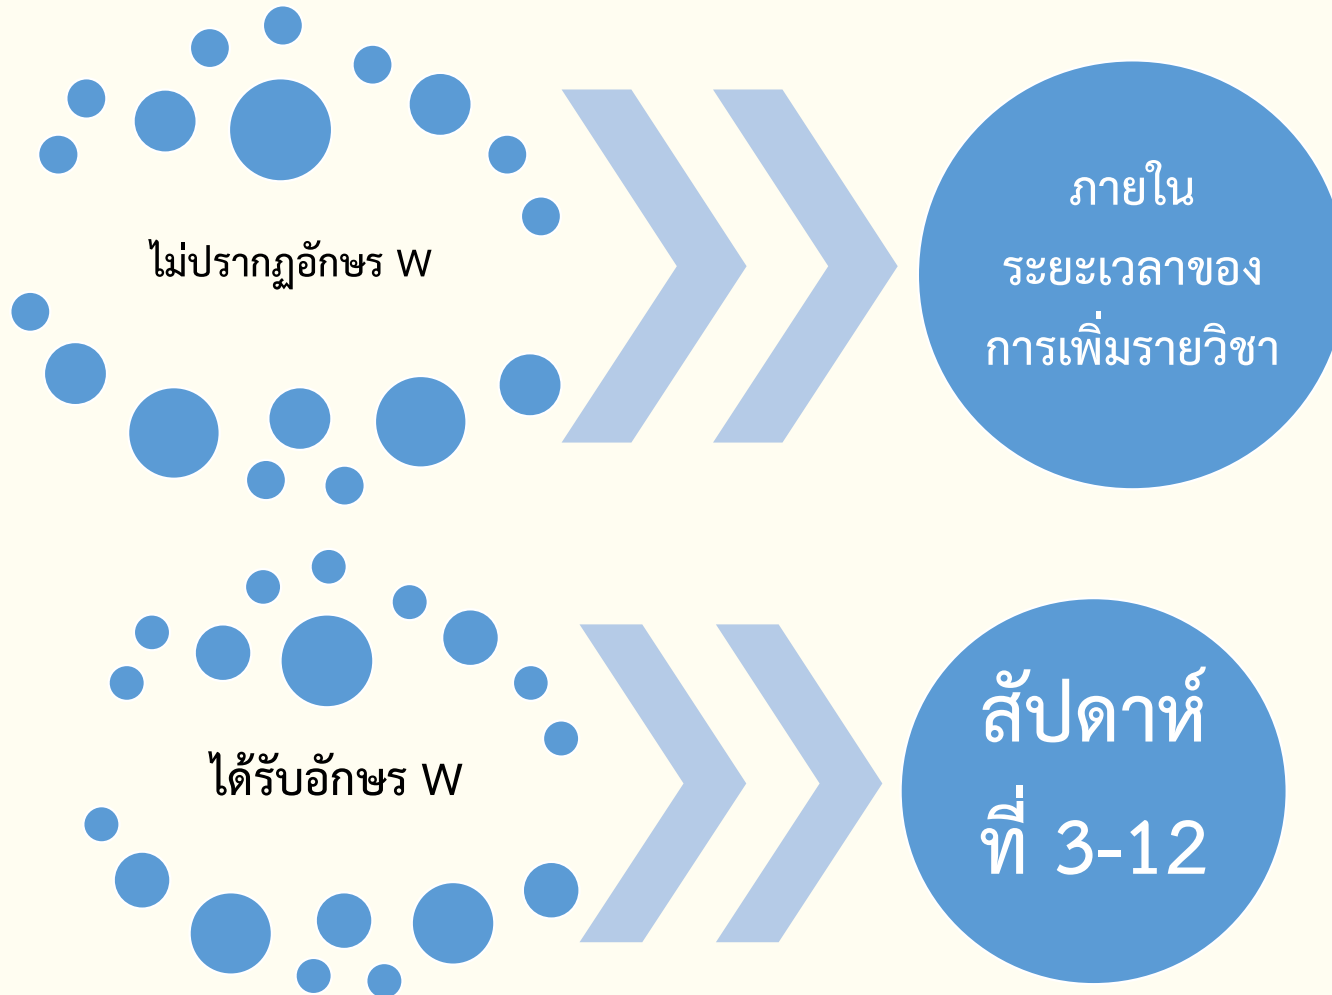 ไม่ปรากฏอักษร W
ภายใน
ระยะเวลาของ
การเพิ่มรายวิชา
ได้รับอักษร W
สัปดาห์
ที่ 3-12